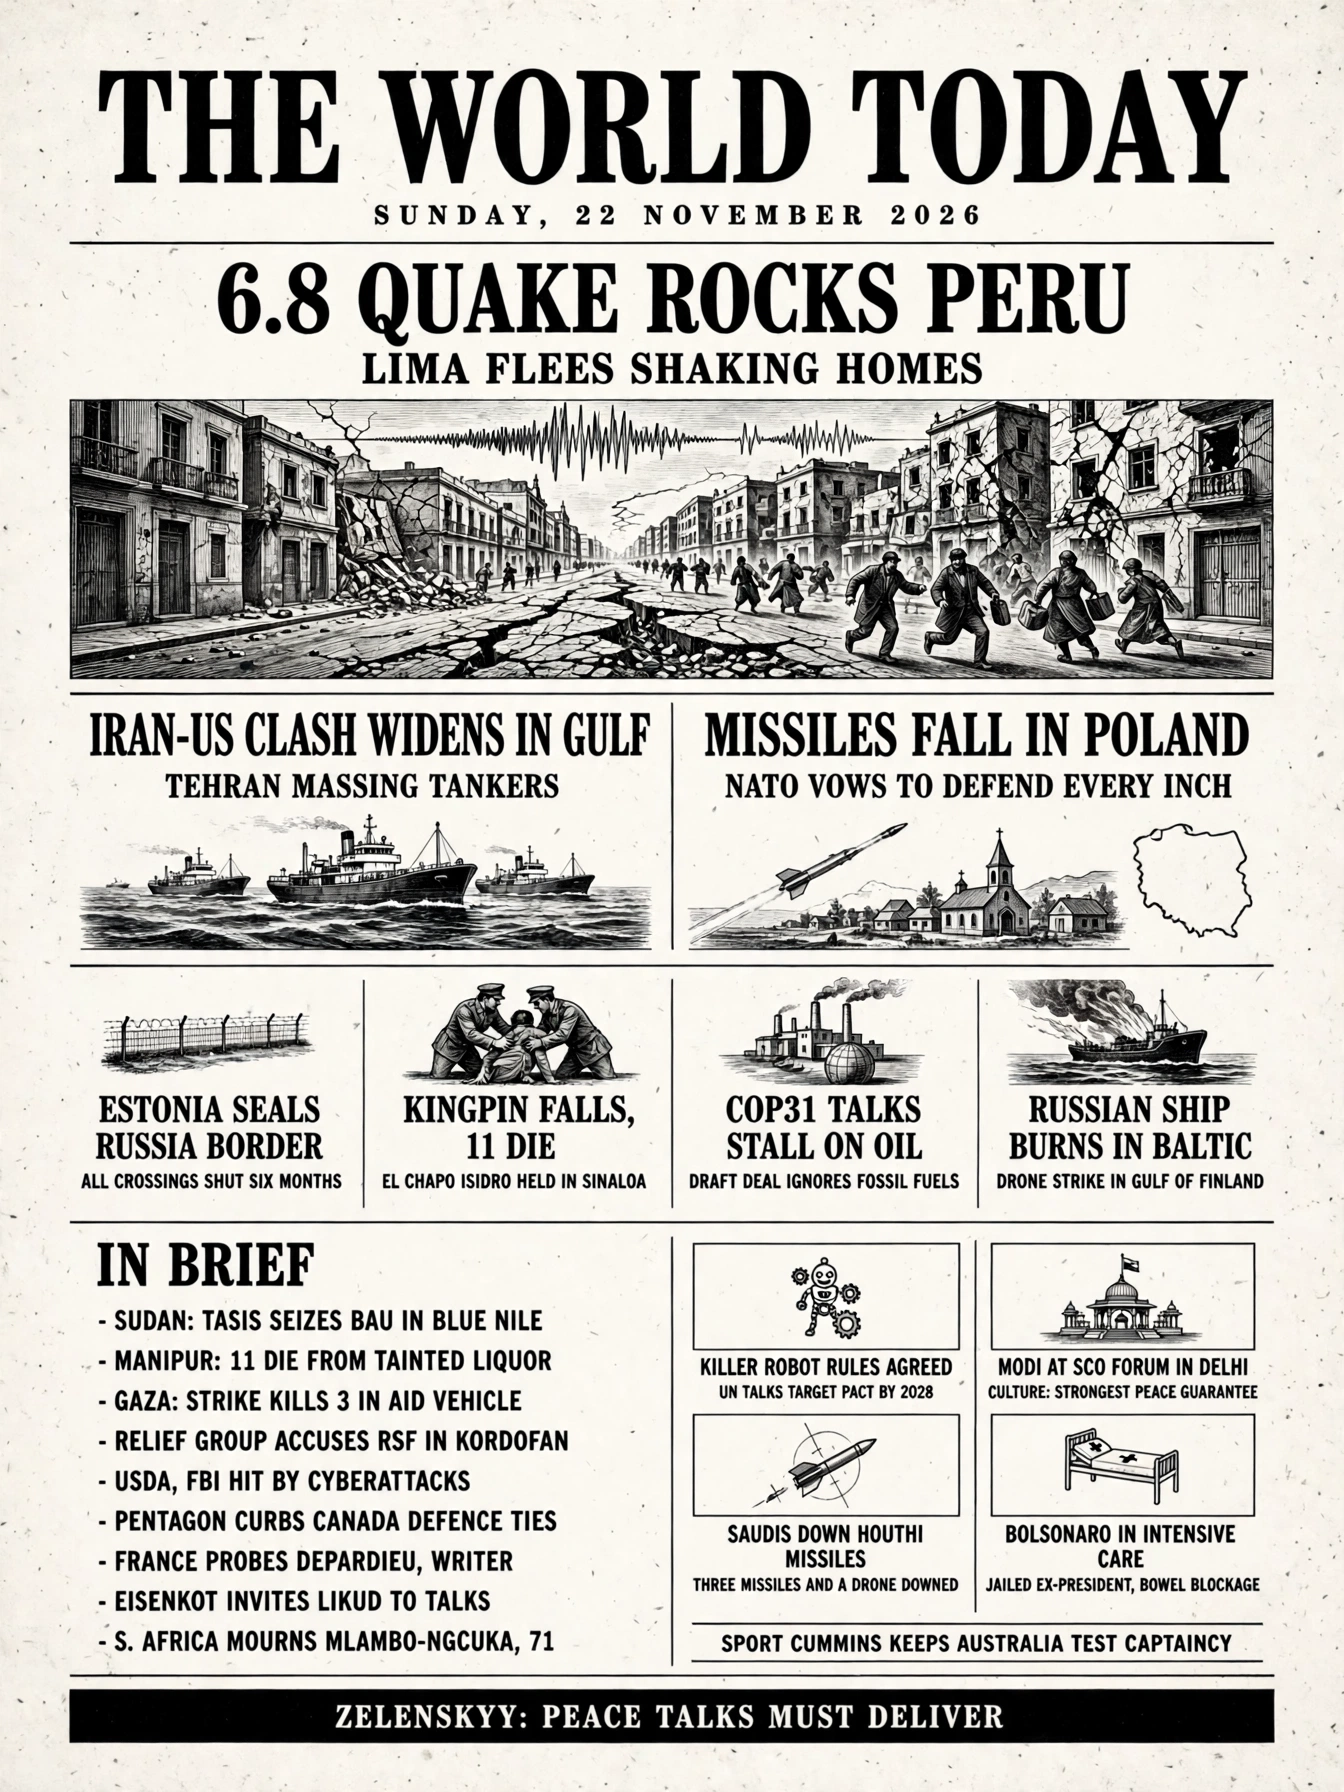 THE WORLD TODAY
SUNDAY, 22 NOVEMBER 2026
6.8 QUAKE ROCKS PERU
LIMA FLEES SHAKING HOMES
IRAN-US CLASH WIDENS IN GULF
TEHRAN MASSING TANKERS
MISSILES FALL IN POLAND
NATO VOWS TO DEFEND EVERY INCH
ESTONIA SEALS
RUSSIA BORDER
ALL CROSSINGS SHUT SIX MONTHS
KINGPIN FALLS,
11 DIE
EL CHAPO ISIDRO HELD IN SINALOA
COP31 TALKS
STALL ON OIL
DRAFT DEAL IGNORES FOSSIL FUELS
RUSSIAN SHIP
BURNS IN BALTIC
DRONE STRIKE IN GULF OF FINLAND
IN BRIEF
- SUDAN: TASIS SEIZES BAU IN BLUE NILE
- MANIPUR: 11 DIE FROM TAINTED LIQUOR
- GAZA: STRIKE KILLS 3 IN AID VEHICLE
- RELIEF GROUP ACCUSES RSF IN KORDOFAN
- USDA, FBI HIT BY CYBERATTACKS
- PENTAGON CURBS CANADA DEFENCE TIES
- FRANCE PROBES DEPARDIEU, WRITER
- EISENKOT INVITES LIKUD TO TALKS
- S. AFRICA MOURNS MLAMBO-NGCUKA, 71
KILLER ROBOT RULES AGREED
UN TALKS TARGET PACT BY 2028
MODI AT SCO FORUM IN DELHI
CULTURE: STRONGEST PEACE GUARANTEE
SAUDIS DOWN HOUTHI
MISSILES
THREE MISSILES AND A DRONE DOWNED
BOLSONARO IN INTENSIVE
CARE
JAILED EX-PRESIDENT, BOWEL BLOCKAGE
SPORT CUMMINS KEEPS AUSTRALIA TEST CAPTAINCY
ZELENSKYY: PEACE TALKS MUST DELIVER